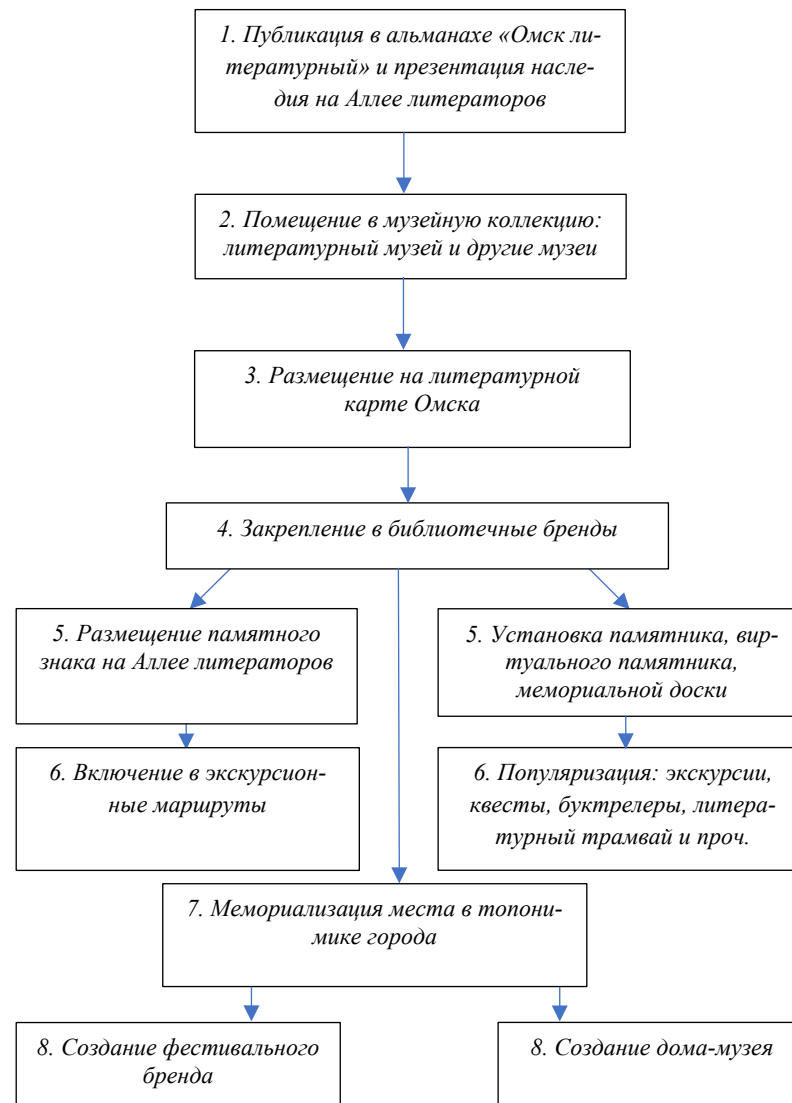 1. Публикация в альманахе «Омск ли-
тературный» и презентация насле-
дия на Аллее литераторов
2. Помещение в музейную коллекцию:
литературный музей и другие музеи
3. Размещение на литературной
карте Омска
4. Закрепление в библиотечные бренды
5. Размещение памятного
знака на Аллее литераторов
5. Установка памятника, вир-
туального памятника,
мемориальной доски
6. Включение в экскурсион-
ные маршруты
6. Популяризация: экскурсии,
квесты, буктрелеры, лите-
ратурный трамвай и проч.
7. Мемориализация места в топони-
мике города
8. Создание фестивального
бренда
8. Создание дома-музея